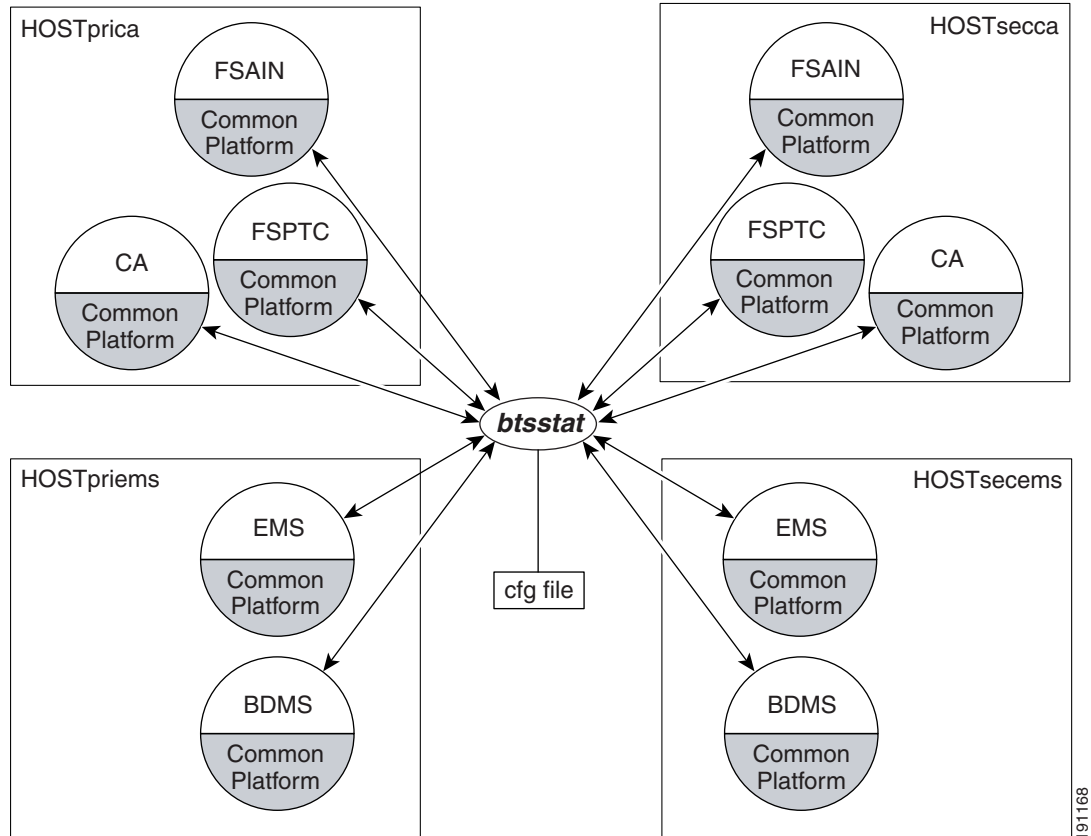 HOSTprica
FSAIN
Common
Platform
FSPTC
Common
Platform
CA
Common
Platform
HOSTsecca
FSAIN
Common
Platform
FSPTC
Common
Platform
CA
Common
Platform
btsstat
cfg file
HOSTpriems
EMS
Common
Platform
BDMS
Common
Platform
HOSTsecems
EMS
Common
Platform
BDMS
Common
Platform
191168